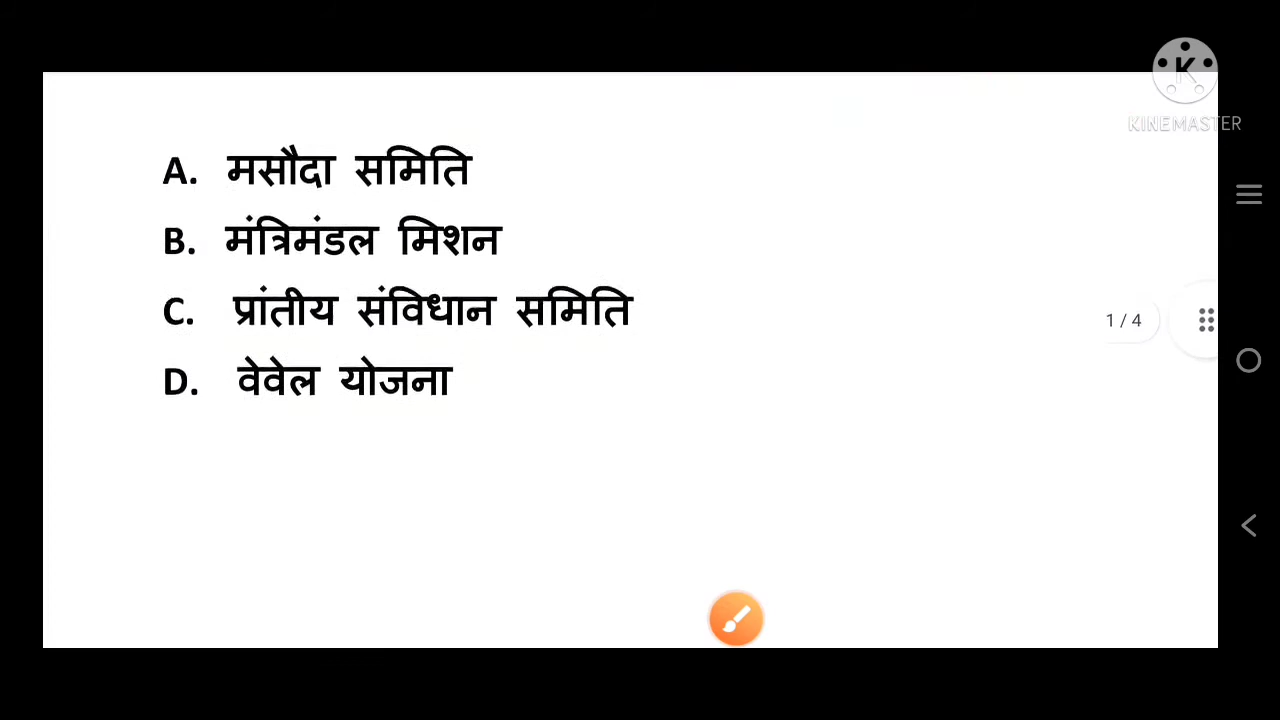 KINEMASTER
A. मसौदा समिति
B. मंत्रिमंडल मिशन
C. प्रांतीय संविधान समिति
D. वेवेल योजना
1 / 4